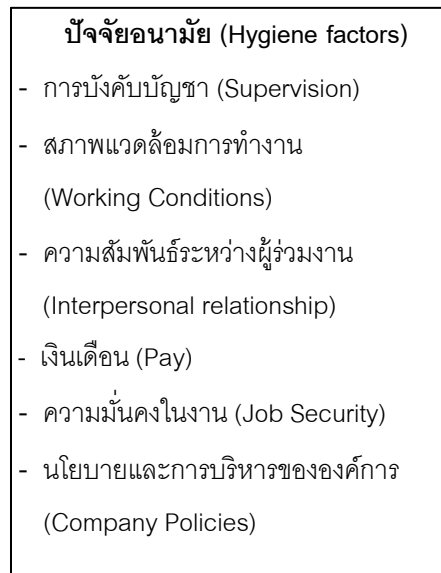 ปัจจัยอนามัย (Hygiene factors)
- การบังคับบัญชา (Supervision)
- สภาพแวดล้อมการทำงาน
(Working Conditions)
- ความสัมพันธ์ระหว่างผู้ร่วมงาน
(Interpersonal relationship)
- เงินเดือน (Pay)
- ความมั่นคงในงาน (Job Security)
- นโยบายและการบริหารขององค์การ
(Company Policies)